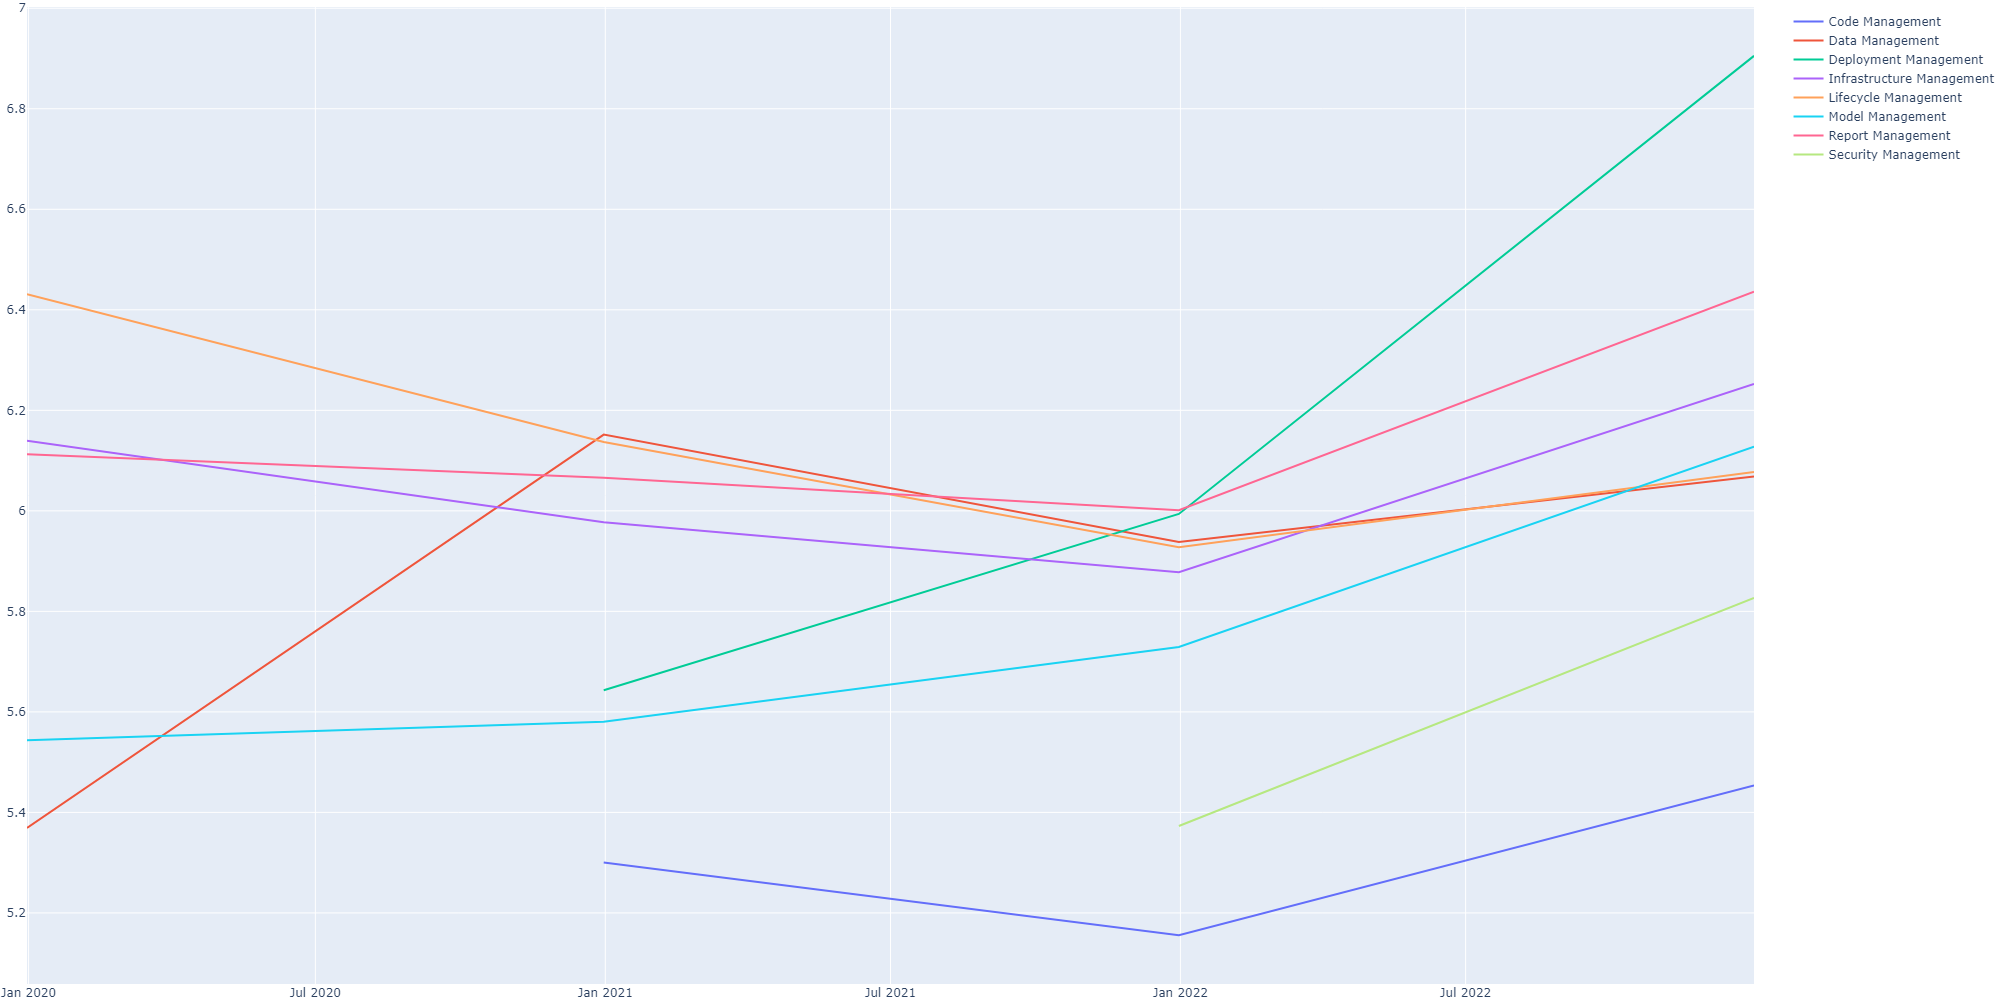 7
6.8
6.6
6.4
6.2
6
5.8
5.6
5.4
5.2
Jan 2020
Jul 2020
Jan 2021
Jul 2021
Jan 2022
Jul 2022
Code Management
Data Management
Deployment Management
Infrastructure Management
Lifecycle Management
Model Management
Report Management
Security Management